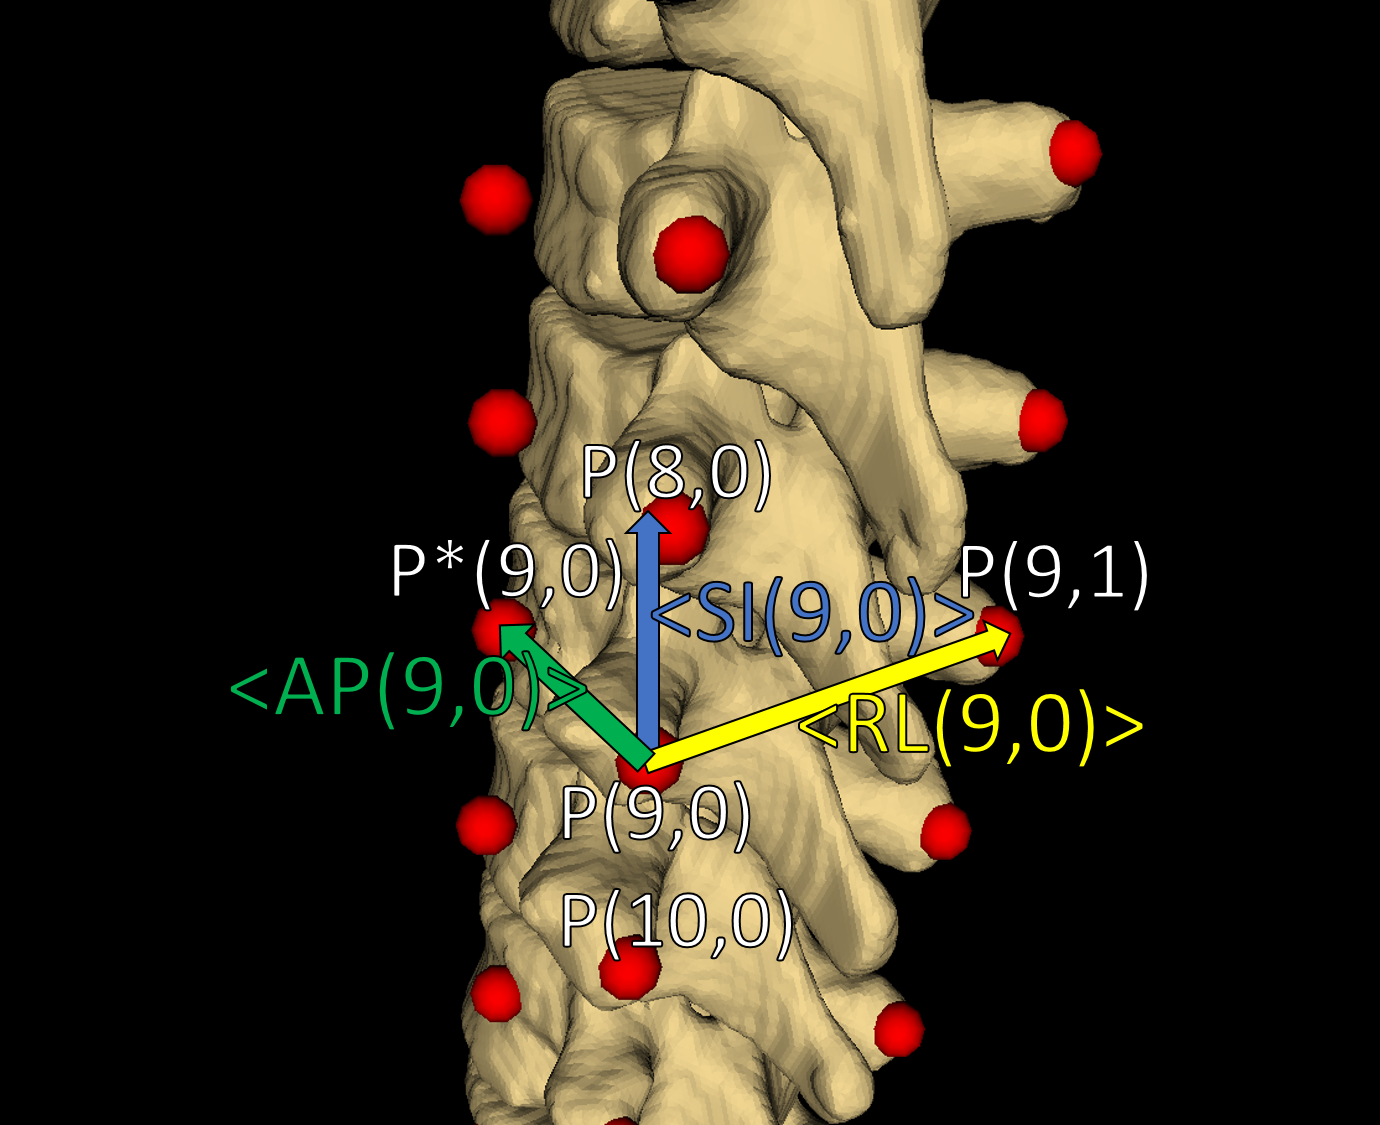 P(8,0)
P*(9,0)
P(9,1)
<SI(9,0)>
<AP(9,0)>
<RL(9,0)>
P(9,0)
P(10,0)